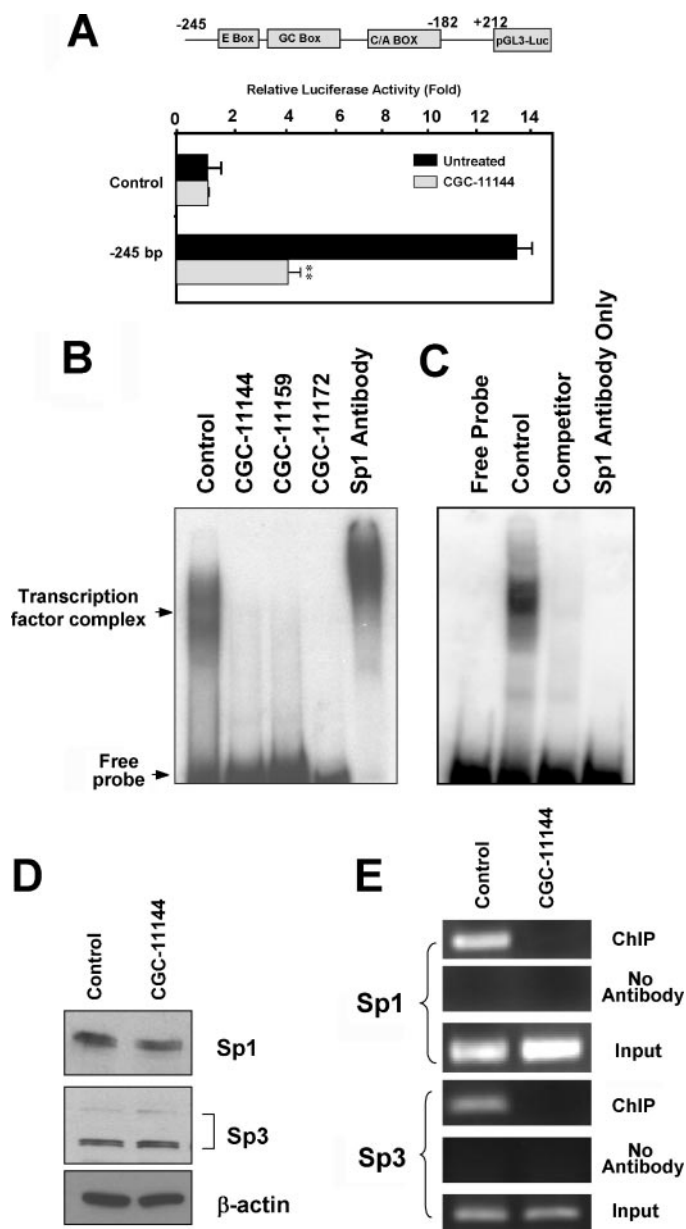 A
-245
-182
+212
E Box
GC Box
C/A BOX
pGL3-Luc
Relative Luciferase Activity (Fold)
0 2 4 6 8 10 12 14
Untreated
CGC-11144
Control
-245 bp
**
B
Control
CGC-11144
CGC-11159
CGC-11172
Sp1 Antibody
Transcription
factor complex
Free
probe
C
Free Probe
Control
Competitor
Sp1 Antibody Only
D
Control
CGC-11144
Sp1
Sp3
β-actin
E
Control
CGC-11144
Sp1
ChIP
No
Antibody
Input
Sp3
ChIP
No
Antibody
Input